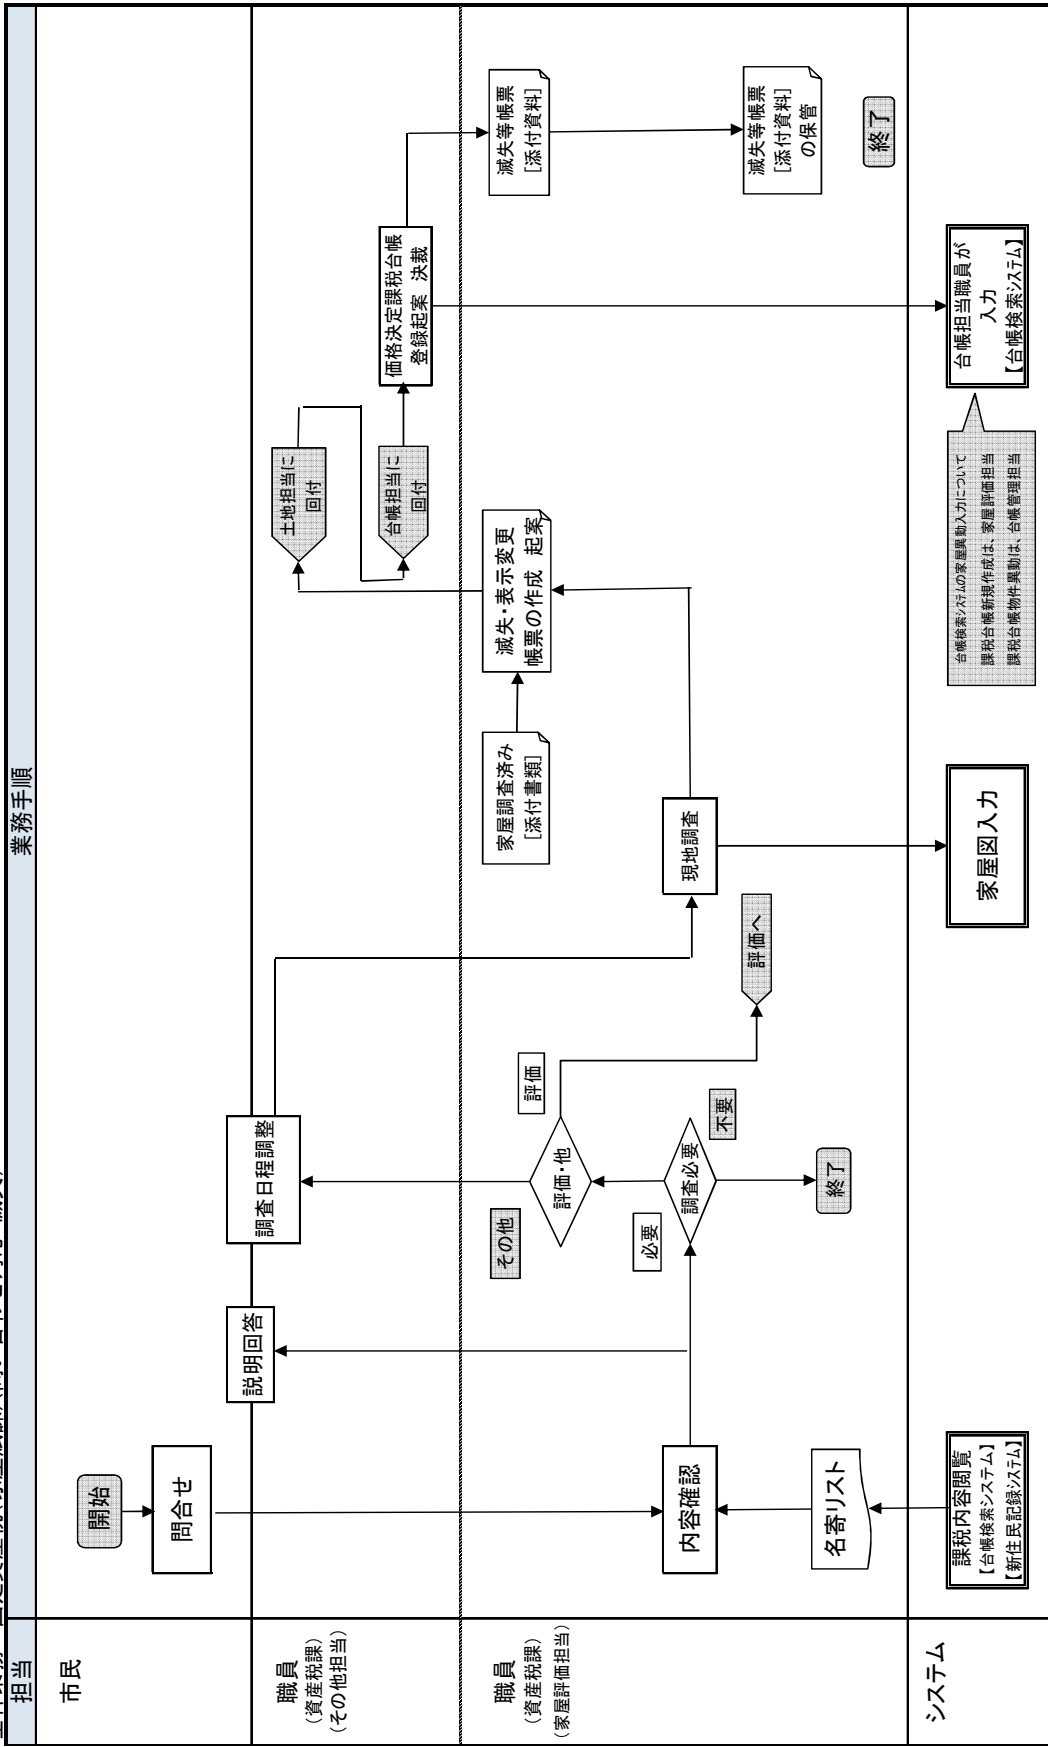 担当
業務手順
市民
開始
問合せ
職員
（資産税課）
（その他担当）
説明回答
調査日程調整
土地担当に
回付
台帳担当に
回付
価格決定課税台帳
登録起案 決裁
職員
（資産税課）
（家屋評価担当）
内容確認
名寄リスト
必要
調査必要
不要
終了
その他
評価・他
評価
評価へ
現地調査
家屋調査済み
［添付書類］
滅失・表示変更
帳票の作成 起案
滅失等帳票
［添付資料］
滅失等帳票
［添付資料］
の保管
終了
システム
課税内容閲覧
【台帳検索システム】
【新住民記録システム】
家屋図入力
台帳検索システムの家屋異動入力について
課税台帳新規作成は、家屋評価担当
課税台帳物件異動は、台帳管理担当
台帳担当職員が
入力
【台帳検索システム】